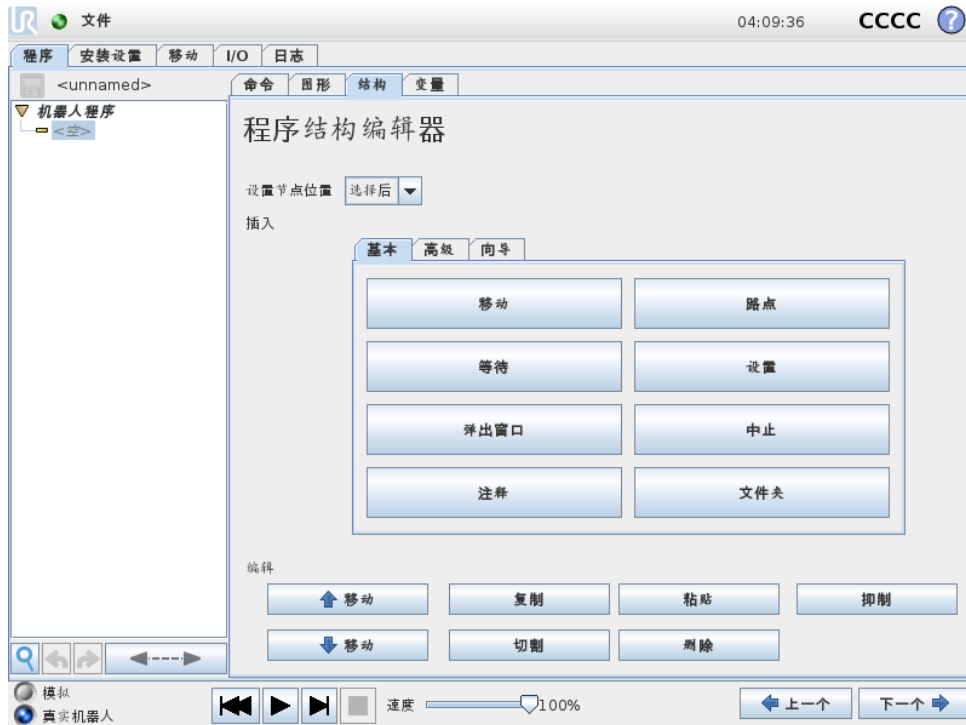 UR 文件 04:09:36 CCCC ?
程序 安装设置 移动 I/O 日志
<unnamed> 命令 图形 结构 变量
机器人程序
<空>
程序结构编辑器
设置节点位置 选择后
插入
基本 高级 向导
移动 路点
等待 设置
弹出窗口 中止
注释 文件夹
编辑
移动 复制 粘贴 抑制
移动 切割 删除
模拟
真实机器人
速度 100% 上一个 下一个